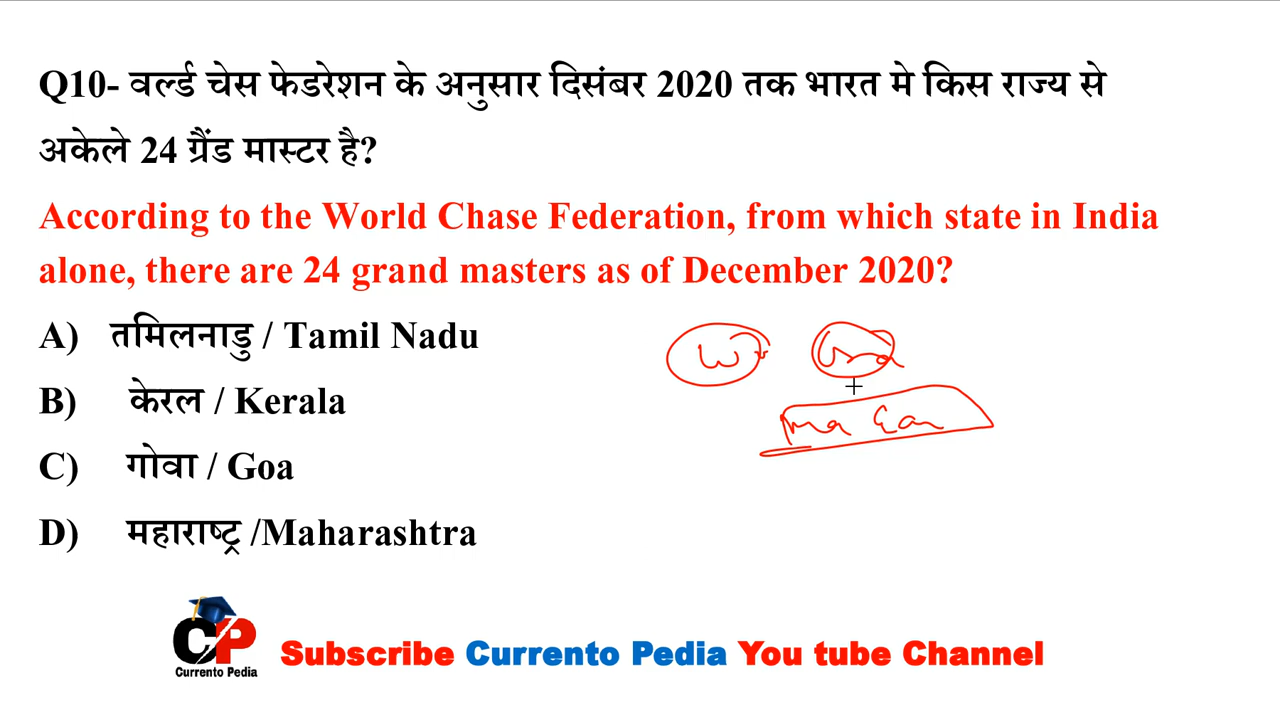 Q10- वर्ल्ड चेस फेडरेशन के अनुसार दिसंबर 2020 तक भारत मे किस राज्य से
अकेले 24 ग्रैंड मास्टर है?
According to the World Chase Federation, from which state in India
alone, there are 24 grand masters as of December 2020?
A) तमिलनाडु / Tamil Nadu
B) केरल / Kerala
C) गोवा / Goa
D) महाराष्ट्र /Maharashtra
CP
Currento Pedia
Subscribe Currento Pedia You tube Channel